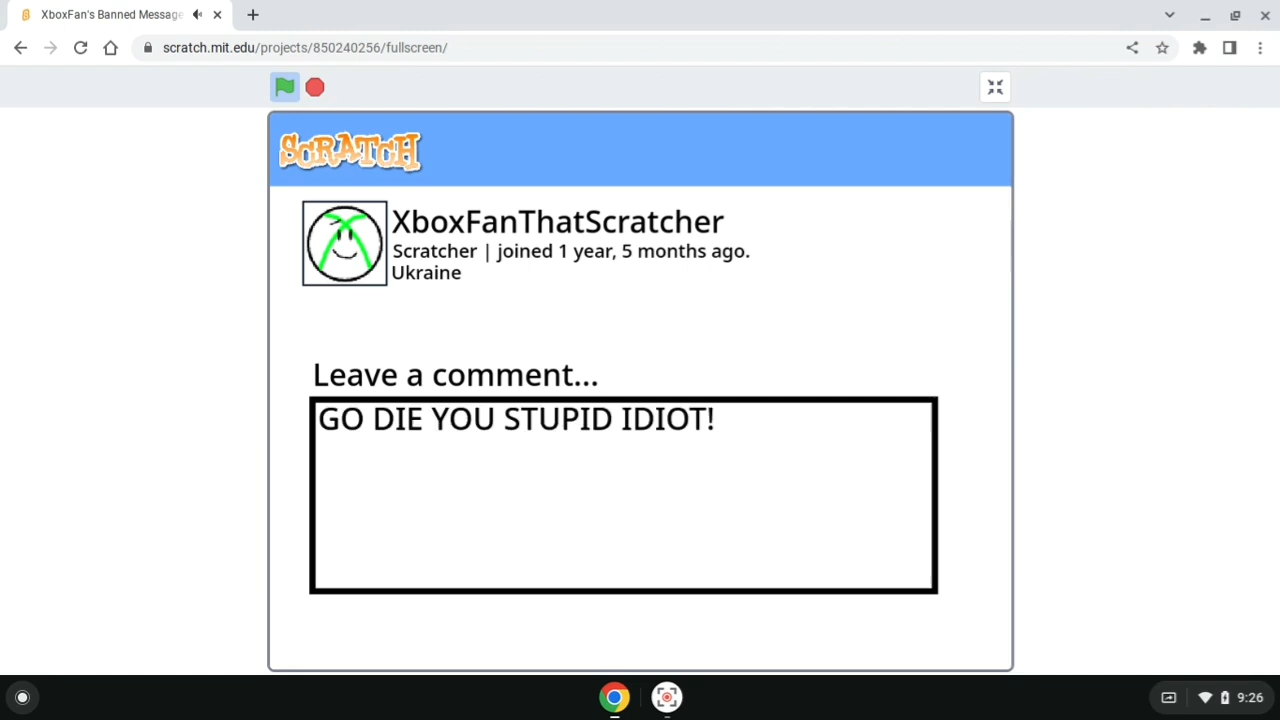 XboxFan's Banned Message
scratch.mit.edu/projects/850240256/fullscreen/
SCRATCH
XboxFanThatScratcher
Scratcher | joined 1 year, 5 months ago.
Ukraine
Leave a comment...
GO DIE YOU STUPID IDIOT!
9:26